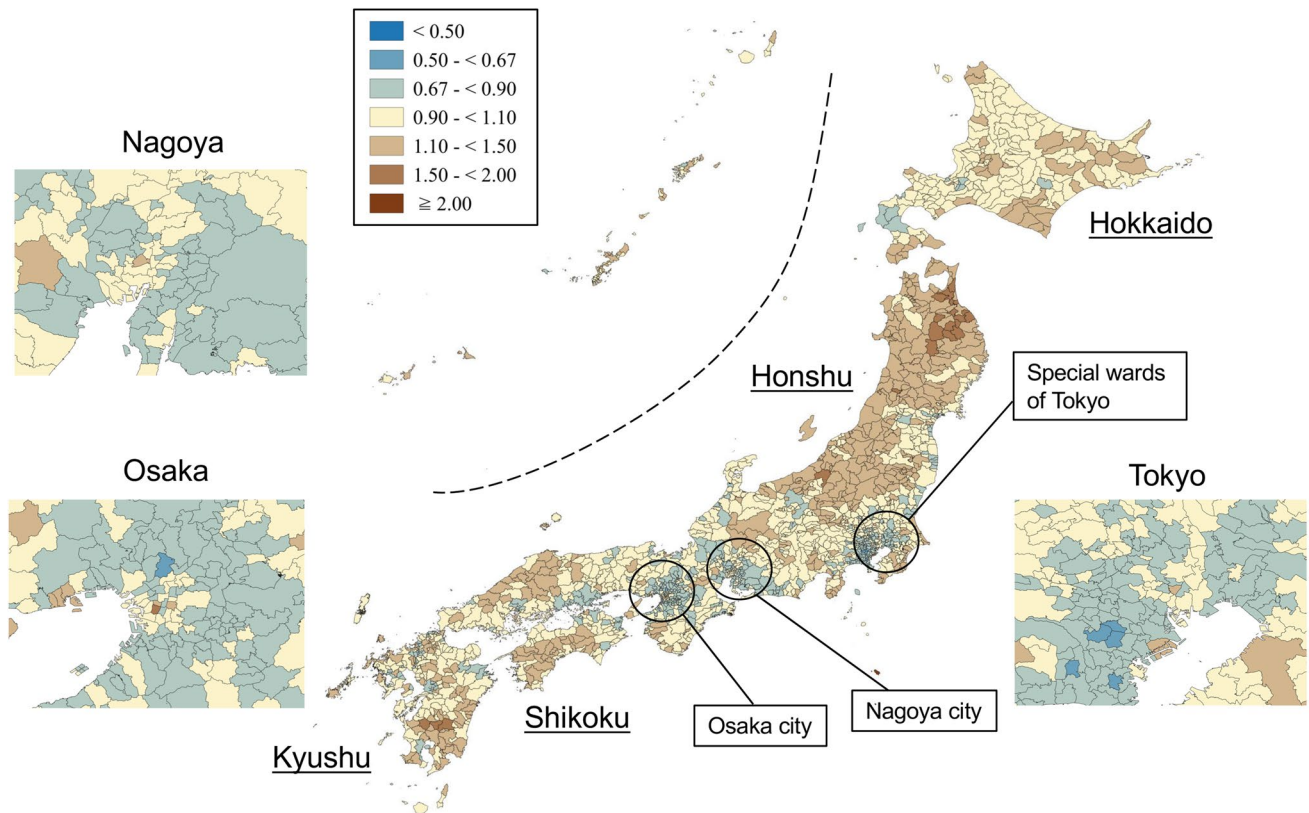 < 0.50
0.50 - < 0.67
0.67 - < 0.90
0.90 - < 1.10
1.10 - < 1.50
1.50 - < 2.00
≧ 2.00
Nagoya
Hokkaido
Honshu
Special wards
of Tokyo
Osaka
Tokyo
Shikoku
Osaka city
Nagoya city
Kyushu